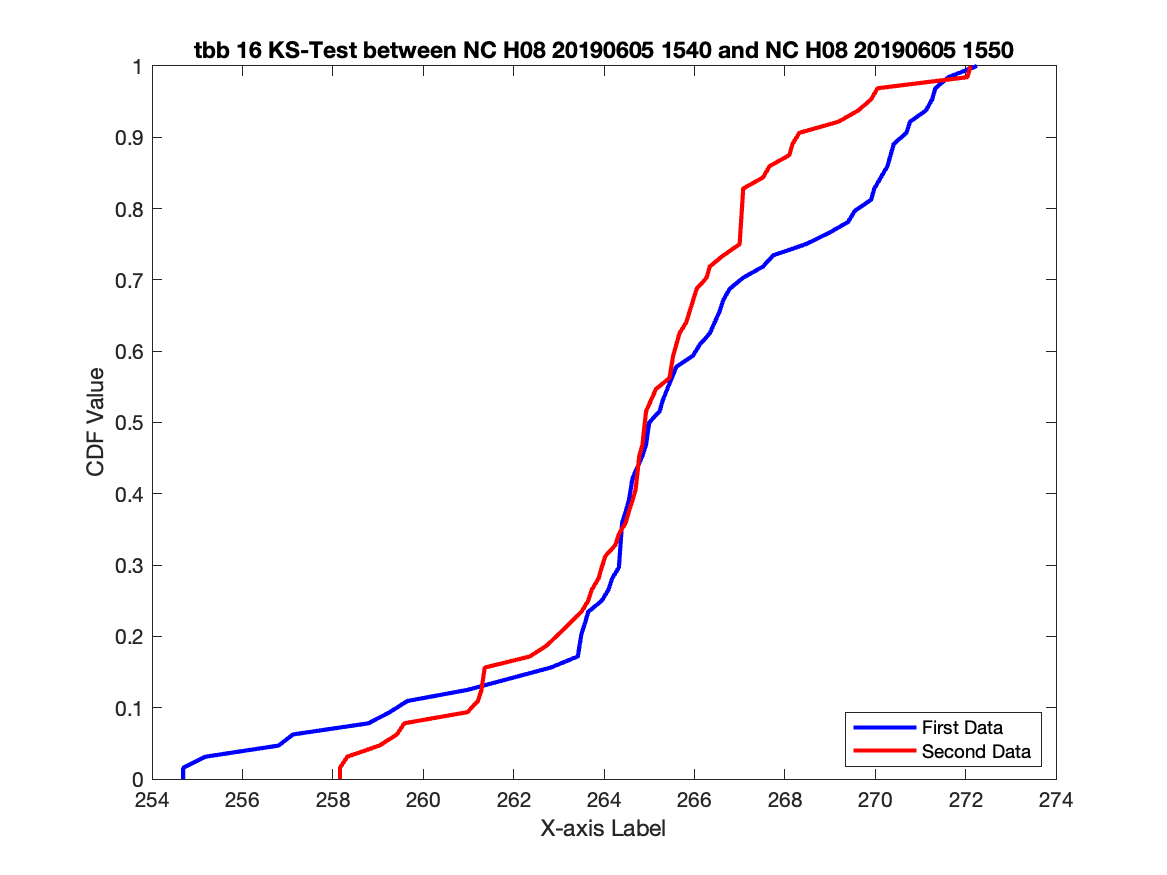 tbb 16 KS-Test between NC H08 20190605 1540 and NC H08 20190605 1550
1
0.9
0.8
0.7
0.6
0.5
0.4
0.3
0.2
0.1
0
CDF Value
First Data
Second Data
254 256 258 260 262 264 266 268 270 272 274
X-axis Label